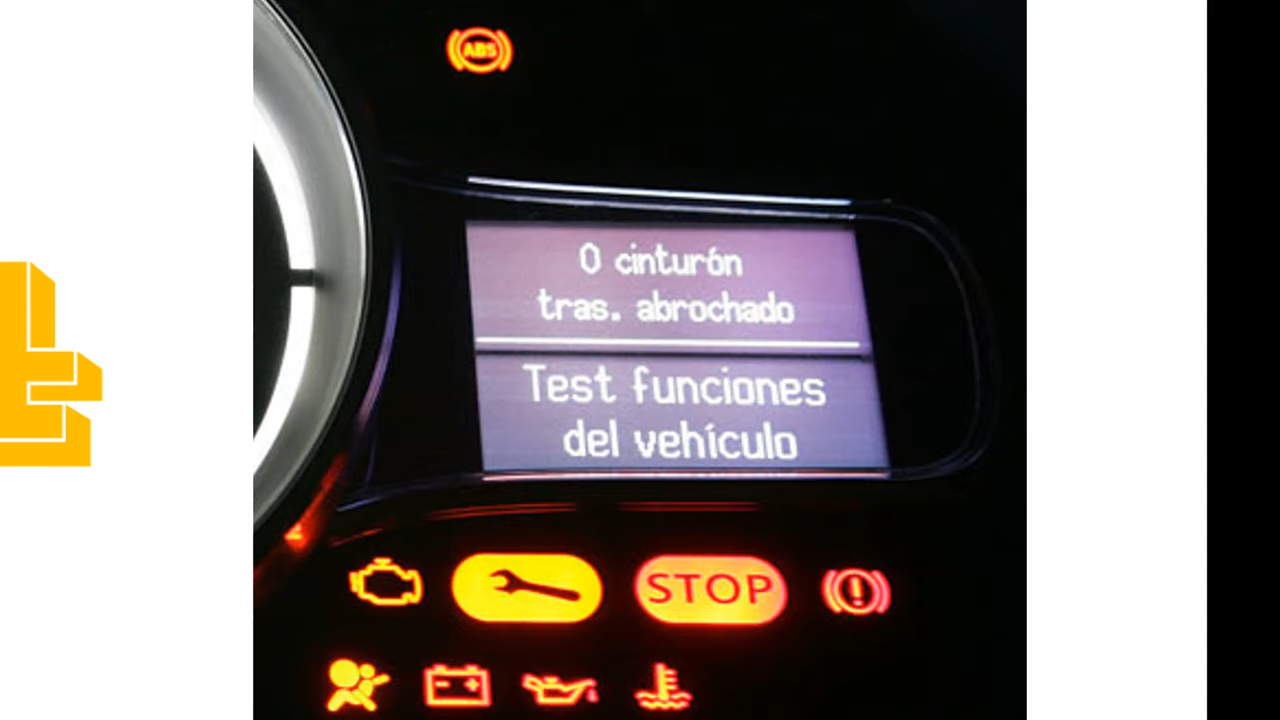 ABS
0 cinturón
tras. abrochado
Test funciones
del vehículo
STOP